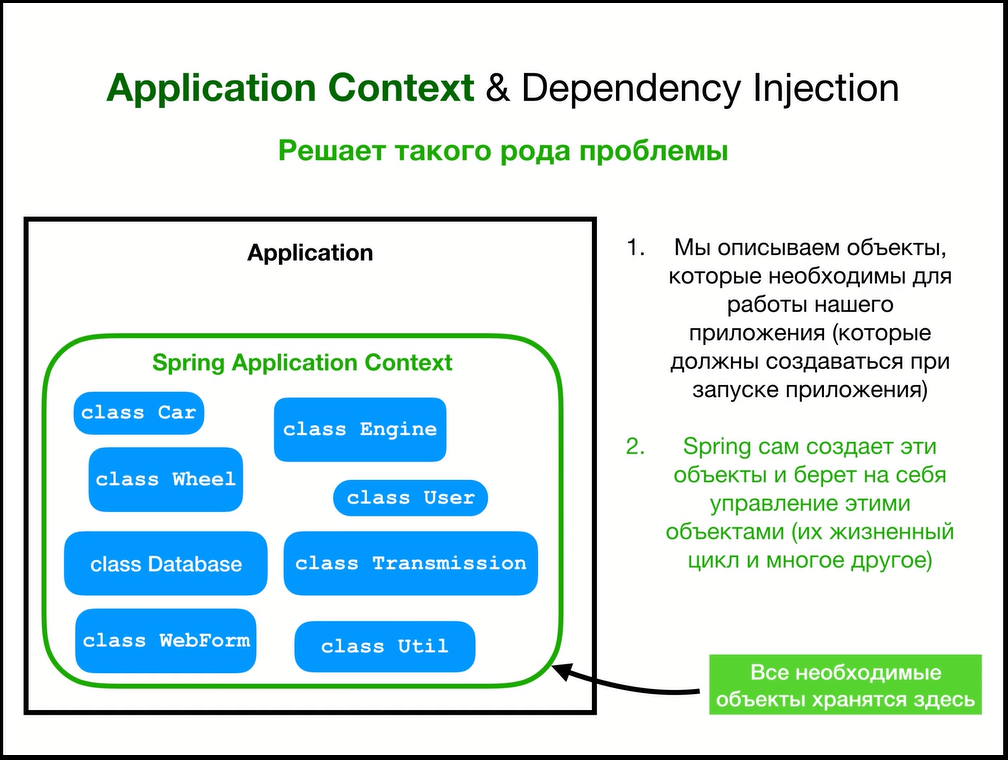 Application Context & Dependency Injection
Решает такого рода проблемы
Application
Spring Application Context
class Car
class Engine
class Wheel
class User
class Database
class Transmission
class WebForm
class Util
1. Мы описываем объекты,
которые необходимы для
работы нашего
приложения (которые
должны создаваться при
запуске приложения)
2. Spring сам создает эти
объекты и берет на себя
управление этими
объектами (их жизненный
цикл и многое другое)
Все необходимые
объекты хранятся здесь